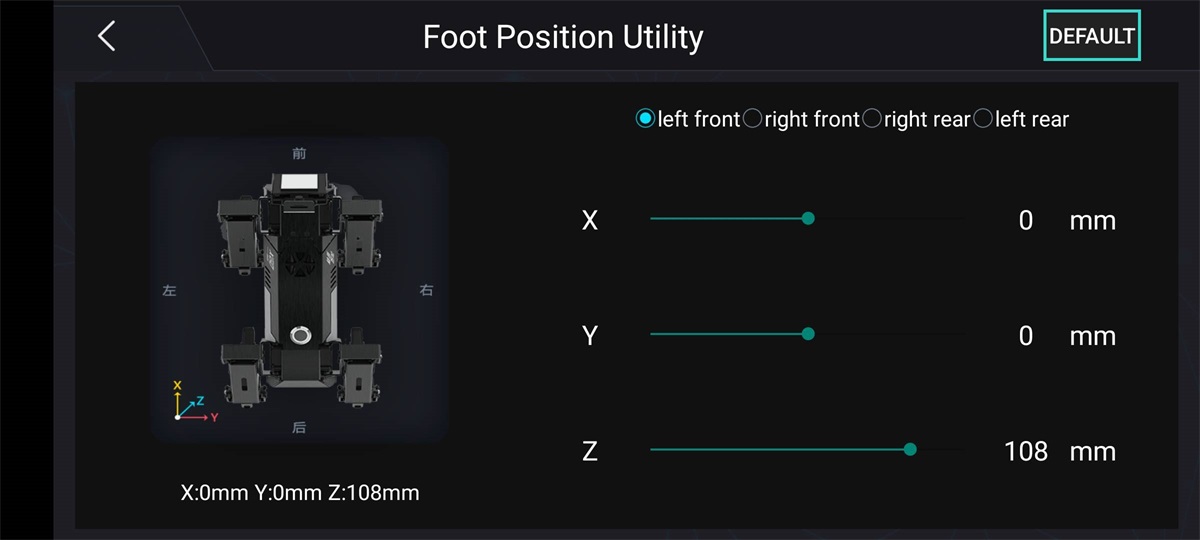 Foot Position Utility
DEFAULT
left front right front right rear left rear
前
左
右
后
X
Z
Y
X:0mm Y:0mm Z:108mm
X 0 mm
Y 0 mm
Z 108 mm